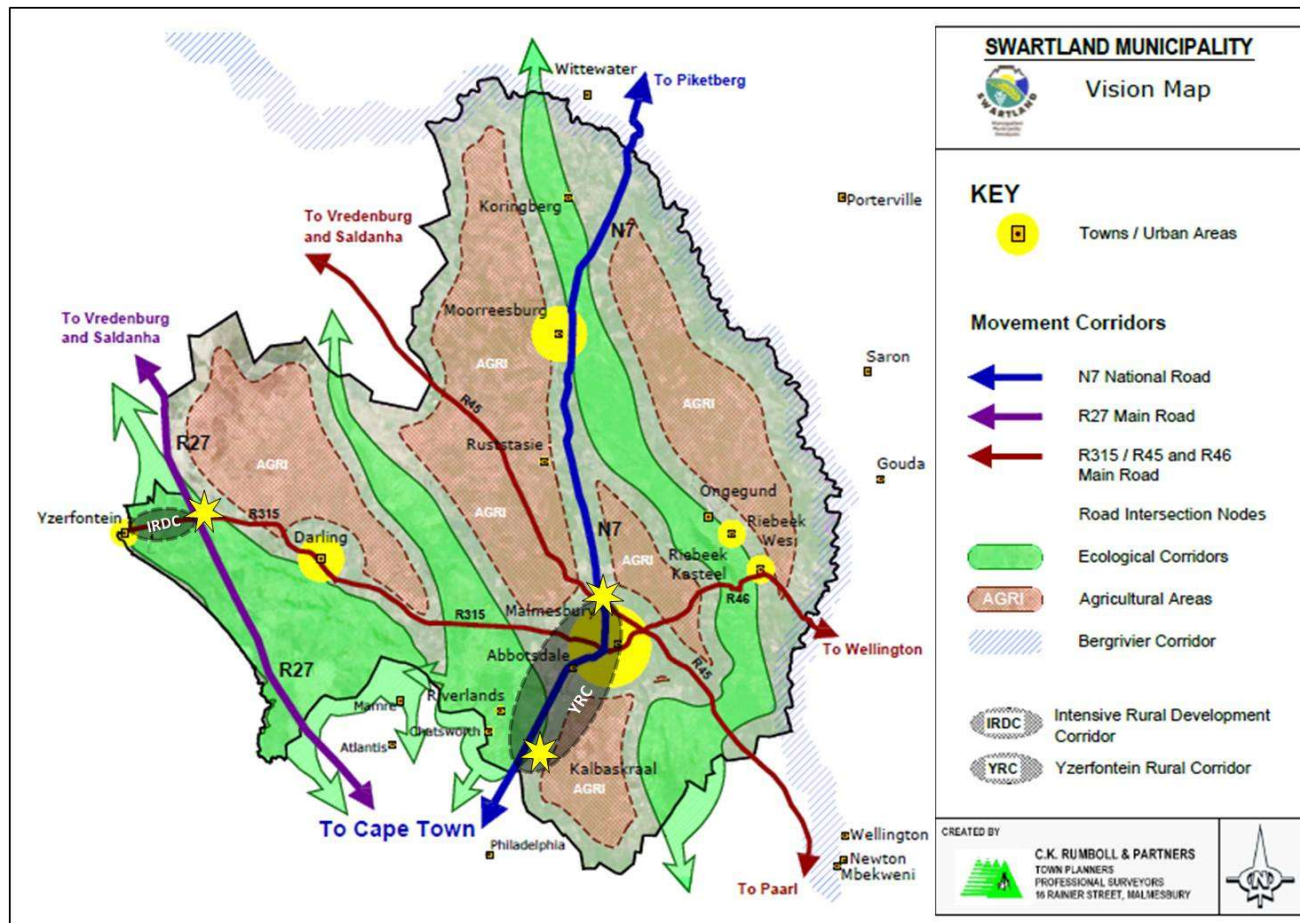 Wittewater
To Piketberg
Koringberg
To Vredenburg
and Saldanha
N7
Porterville
Moorreesburg
To Vredenburg
and Saldanha
AGRI
Saron
R45
AGRI
R27
Ruststasie
AGRI
Gouda
Ongegund
Yzerfontein
IRDC
R315
AGRI
N7
Riebeek
Wes
Darling
AGRI
Riebeek
Kasteel
Malmesbury
R46
R315
To Wellington
Abbotsdale
R45
R27
YRC
Mamre
Riverlands
Chatsworth
Atlantis
Kalbaskraal
AGRI
To Cape Town
Philadelphia
Wellington
Newton
Mbekweni
To Paarl
SWARTLAND MUNICIPALITY
Vision Map
SWARTLAND
KEY
Towns / Urban Areas
Movement Corridors
N7 National Road
R27 Main Road
R315 / R45 and R46
Main Road
Road Intersection Nodes
Ecological Corridors
AGRI
Agricultural Areas
Bergrivier Corridor
IRDC
Intensive Rural Development
Corridor
YRC
Yzerfontein Rural Corridor
CREATED BY
C.K. RUMBOLL & PARTNERS
TOWN PLANNERS
PROFESSIONAL SURVEYORS
16 RAINIER STREET, MALMESBURY
N